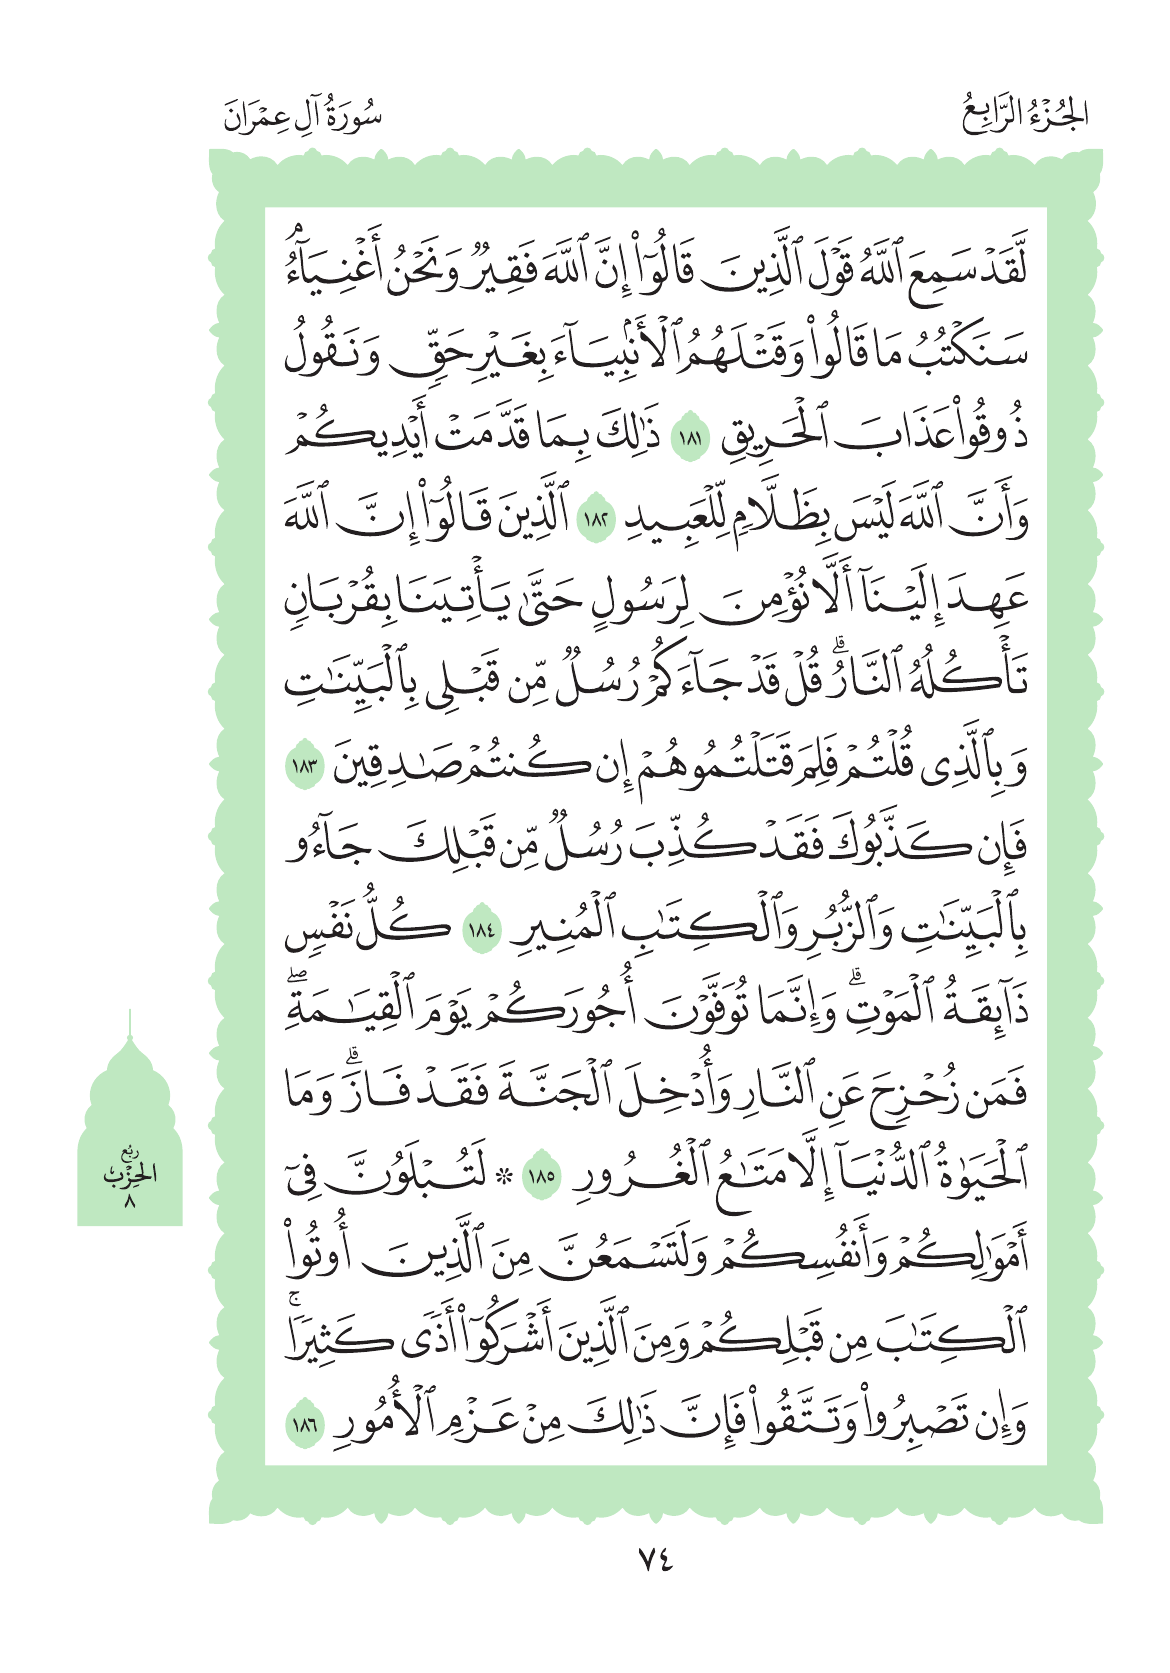 الجُزْءُ الرَّابِعُ
سُورَةُ آلِ عِمْرَانَ
لَّقَدْ سَمِعَ ٱللَّهُ قَوْلَ ٱلَّذِينَ قَالُوٓا۟ إِنَّ ٱللَّهَ فَقِيرٌ وَنَحْنُ أَغْنِيَآءُ ۘ
سَنَكْتُبُ مَا قَالُوا۟ وَقَتْلَهُمُ ٱلْأَنۢبِيَآءَ بِغَيْرِ حَقٍّ وَنَقُولُ
ذُوقُوا۟ عَذَابَ ٱلْحَرِيقِ ١٨١ ذَٰلِكَ بِمَا قَدَّمَتْ أَيْدِيكُمْ
وَأَنَّ ٱللَّهَ لَيْسَ بِظَلَّامٍ لِّلْعَبِيدِ ١٨٢ ٱلَّذِينَ قَالُوٓا۟ إِنَّ ٱللَّهَ
عَهِدَ إِلَيْنَآ أَلَّا نُؤْمِنَ لِرَسُولٍ حَتَّىٰ يَأْتِيَنَا بِقُرْبَانٍ
تَأْكُلُهُ ٱلنَّارُ ۗ قُلْ قَدْ جَآءَكُمْ رُسُلٌ مِّن قَبْلِى بِٱلْبَيِّنَٰتِ
وَبِٱلَّذِى قُلْتُمْ فَلِمَ قَتَلْتُمُوهُمْ إِن كُنتُمْ صَٰدِقِينَ ١٨٣
فَإِن كَذَّبُوكَ فَقَدْ كُذِّبَ رُسُلٌ مِّن قَبْلِكَ جَآءُو
بِٱلْبَيِّنَٰتِ وَٱلزُّبُرِ وَٱلْكِتَٰبِ ٱلْمُنِيرِ ١٨٤ كُلُّ نَفْسٍ
ذَآئِقَةُ ٱلْمَوْتِ ۗ وَإِنَّمَا تُوَفَّوْنَ أُجُورَكُمْ يَوْمَ ٱلْقِيَٰمَةِ ۖ
فَمَن زُحْزِحَ عَنِ ٱلنَّارِ وَأُدْخِلَ ٱلْجَنَّةَ فَقَدْ فَازَ ۗ وَمَا
ٱلْحَيَوٰةُ ٱلدُّنْيَآ إِلَّا مَتَٰعُ ٱلْغُرُورِ ١٨٥ * لَتُبْلَوُنَّ فِىٓ
أَمْوَٰلِكُمْ وَأَنفُسِكُمْ وَلَتَسْمَعُنَّ مِنَ ٱلَّذِينَ أُوتُوا۟
ٱلْكِتَٰبَ مِن قَبْلِكُمْ وَمِنَ ٱلَّذِينَ أَشْرَكُوٓا۟ أَذًى كَثِيرًا ۚ
وَإِن تَصْبِرُوا۟ وَتَتَّقُوا۟ فَإِنَّ ذَٰلِكَ مِنْ عَزْمِ ٱلْأُمُورِ ١٨٦
ربُع
الحِزْب
٨
٧٤